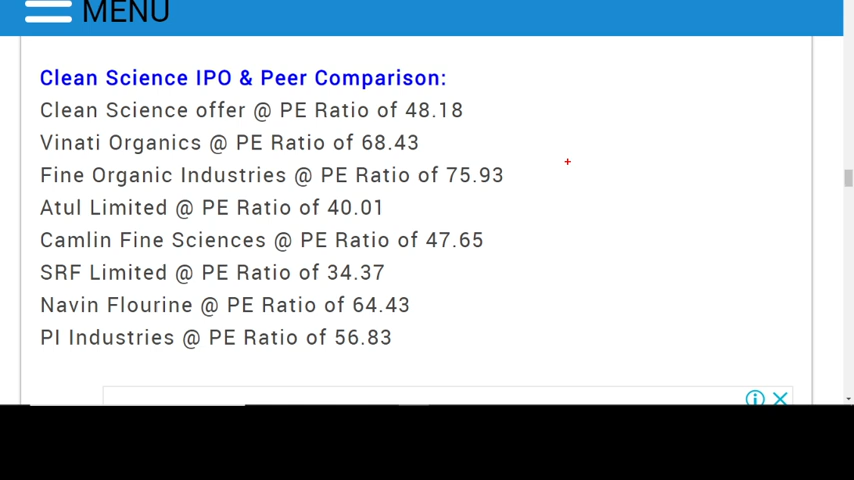 MENU
Clean Science IPO & Peer Comparison:
Clean Science offer @ PE Ratio of 48.18
Vinati Organics @ PE Ratio of 68.43
Fine Organic Industries @ PE Ratio of 75.93
Atul Limited @ PE Ratio of 40.01
Camlin Fine Sciences @ PE Ratio of 47.65
SRF Limited @ PE Ratio of 34.37
Navin Flourine @ PE Ratio of 64.43
PI Industries @ PE Ratio of 56.83